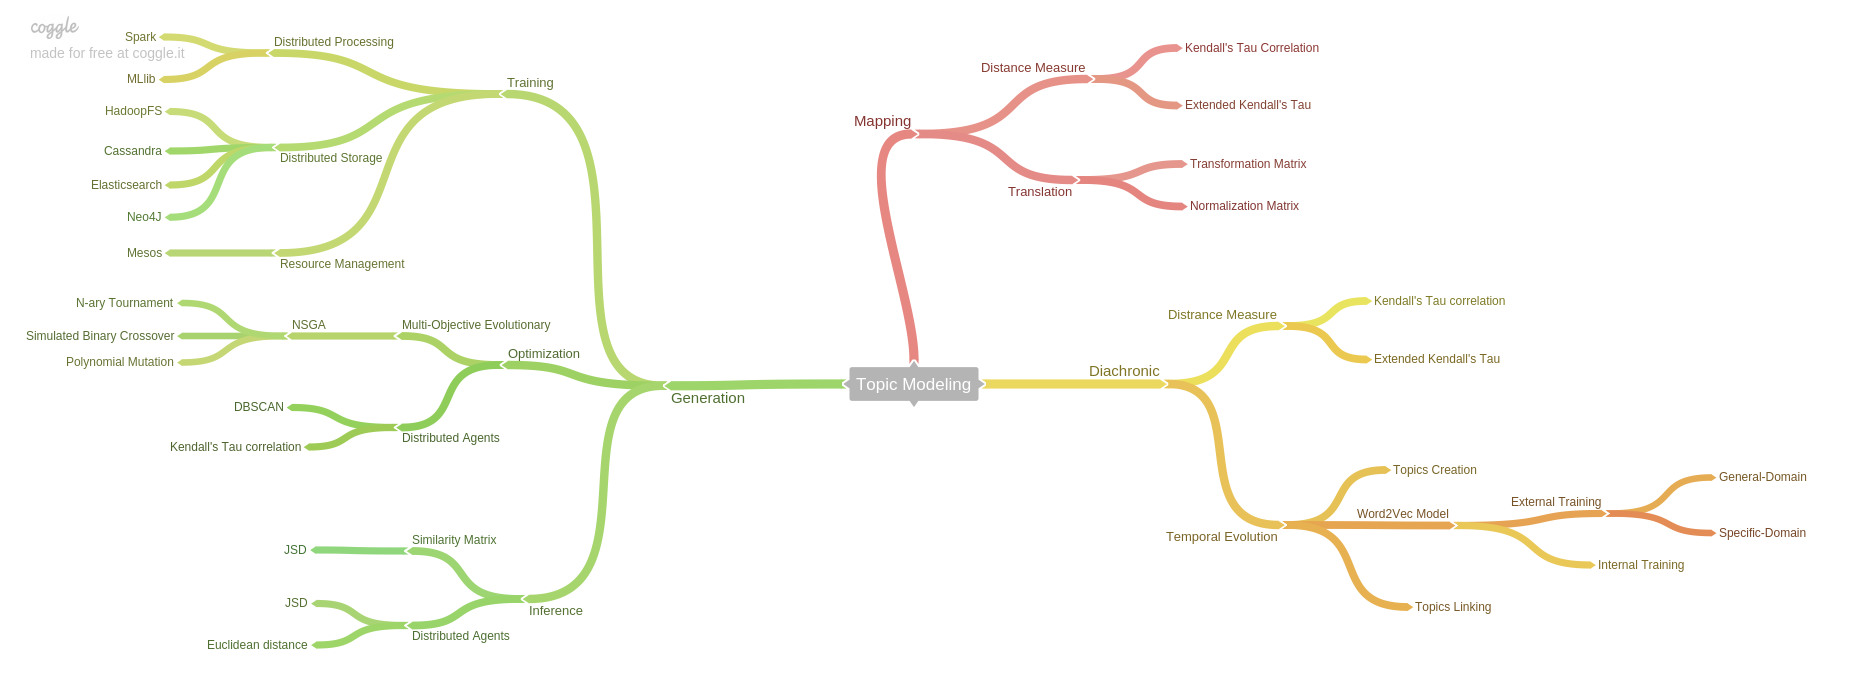 coggle
made for free at coggle.it
Spark
MLlib
Distributed Processing
HadoopFS
Cassandra
Elasticsearch
Neo4J
Distributed Storage
Mesos
Resource Management
Training
N-ary Tournament
Simulated Binary Crossover
Polynomial Mutation
NSGA
Multi-Objective Evolutionary
DBSCAN
Kendall's Tau correlation
Distributed Agents
Optimization
JSD
Similarity Matrix
JSD
Euclidean distance
Distributed Agents
Inference
Generation
Topic Modeling
Mapping
Distance Measure
Kendall's Tau Correlation
Extended Kendall's Tau
Translation
Transformation Matrix
Normalization Matrix
Diachronic
Distrance Measure
Kendall's Tau correlation
Extended Kendall's Tau
Temporal Evolution
Topics Creation
Word2Vec Model
External Training
General-Domain
Specific-Domain
Internal Training
Topics Linking